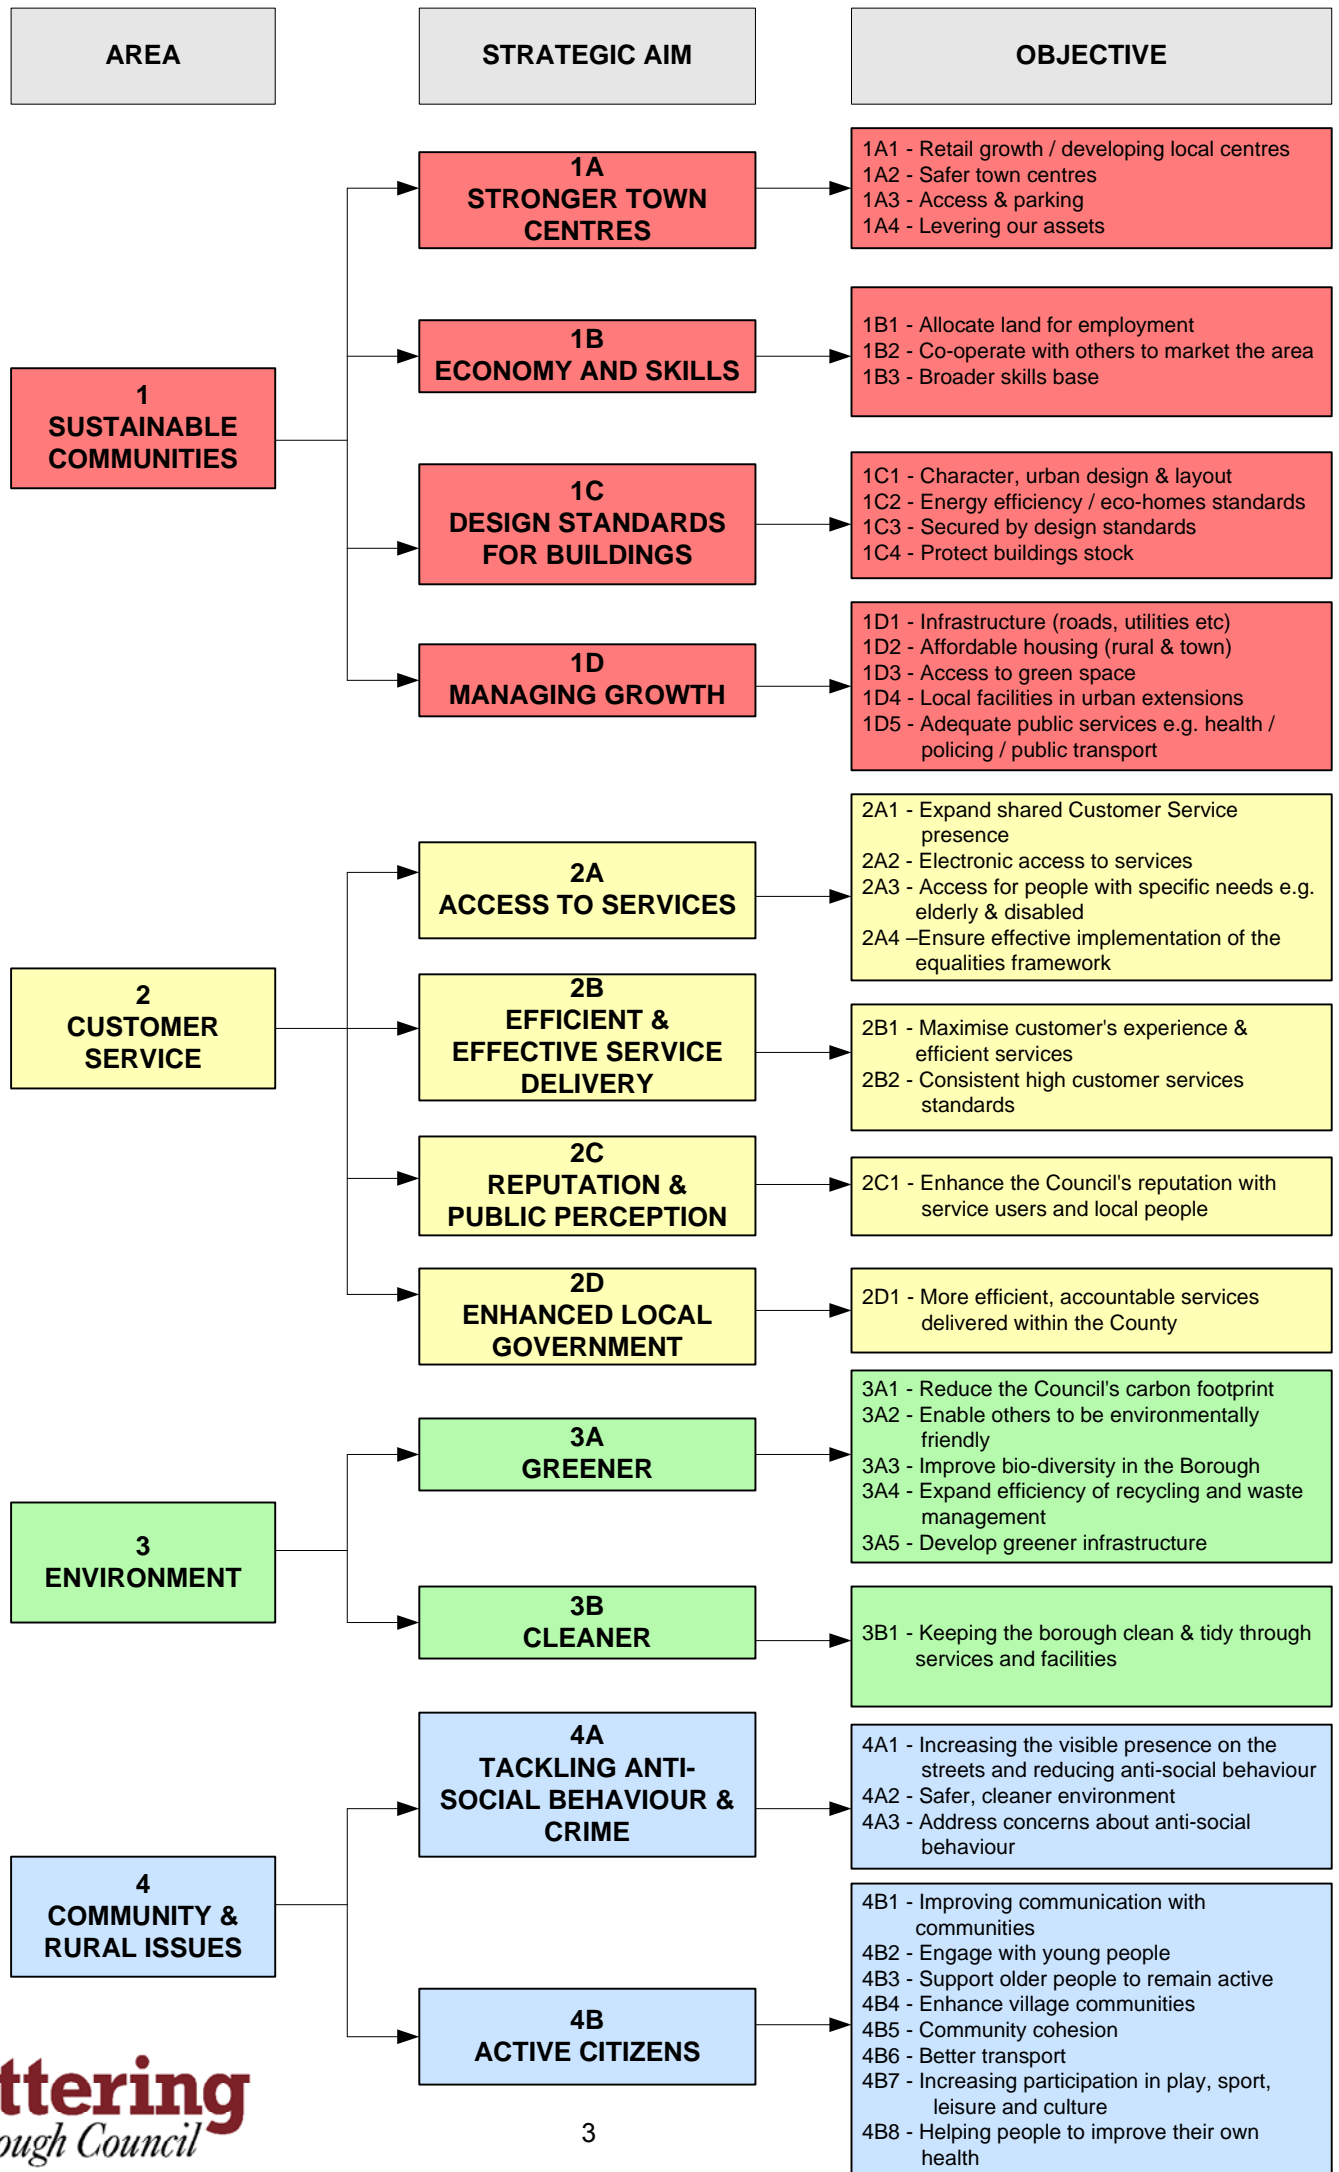 AREA
STRATEGIC AIM
OBJECTIVE
1
SUSTAINABLE
COMMUNITIES
1A
STRONGER TOWN
CENTRES
1A1 - Retail growth / developing local centres
1A2 - Safer town centres
1A3 - Access & parking
1A4 - Levering our assets
1B
ECONOMY AND SKILLS
1B1 - Allocate land for employment
1B2 - Co-operate with others to market the area
1B3 - Broader skills base
1C
DESIGN STANDARDS
FOR BUILDINGS
1C1 - Character, urban design & layout
1C2 - Energy efficiency / eco-homes standards
1C3 - Secured by design standards
1C4 - Protect buildings stock
1D
MANAGING GROWTH
1D1 - Infrastructure (roads, utilities etc)
1D2 - Affordable housing (rural & town)
1D3 - Access to green space
1D4 - Local facilities in urban extensions
1D5 - Adequate public services e.g. health /
policing / public transport
2
CUSTOMER
SERVICE
2A
ACCESS TO SERVICES
2A1 - Expand shared Customer Service
presence
2A2 - Electronic access to services
2A3 - Access for people with specific needs e.g.
elderly & disabled
2A4 –Ensure effective implementation of the
equalities framework
2B
EFFICIENT &
EFFECTIVE SERVICE
DELIVERY
2B1 - Maximise customer's experience &
efficient services
2B2 - Consistent high customer services
standards
2C
REPUTATION &
PUBLIC PERCEPTION
2C1 - Enhance the Council's reputation with
service users and local people
2D
ENHANCED LOCAL
GOVERNMENT
2D1 - More efficient, accountable services
delivered within the County
3
ENVIRONMENT
3A
GREENER
3A1 - Reduce the Council's carbon footprint
3A2 - Enable others to be environmentally
friendly
3A3 - Improve bio-diversity in the Borough
3A4 - Expand efficiency of recycling and waste
management
3A5 - Develop greener infrastructure
3B
CLEANER
3B1 - Keeping the borough clean & tidy through
services and facilities
4
COMMUNITY &
RURAL ISSUES
4A
TACKLING ANTI-
SOCIAL BEHAVIOUR &
CRIME
4A1 - Increasing the visible presence on the
streets and reducing anti-social behaviour
4A2 - Safer, cleaner environment
4A3 - Address concerns about anti-social
behaviour
4B
ACTIVE CITIZENS
4B1 - Improving communication with
communities
4B2 - Engage with young people
4B3 - Support older people to remain active
4B4 - Enhance village communities
4B5 - Community cohesion
4B6 - Better transport
4B7 - Increasing participation in play, sport,
leisure and culture
4B8 - Helping people to improve their own
health
ttering
ough Council
3